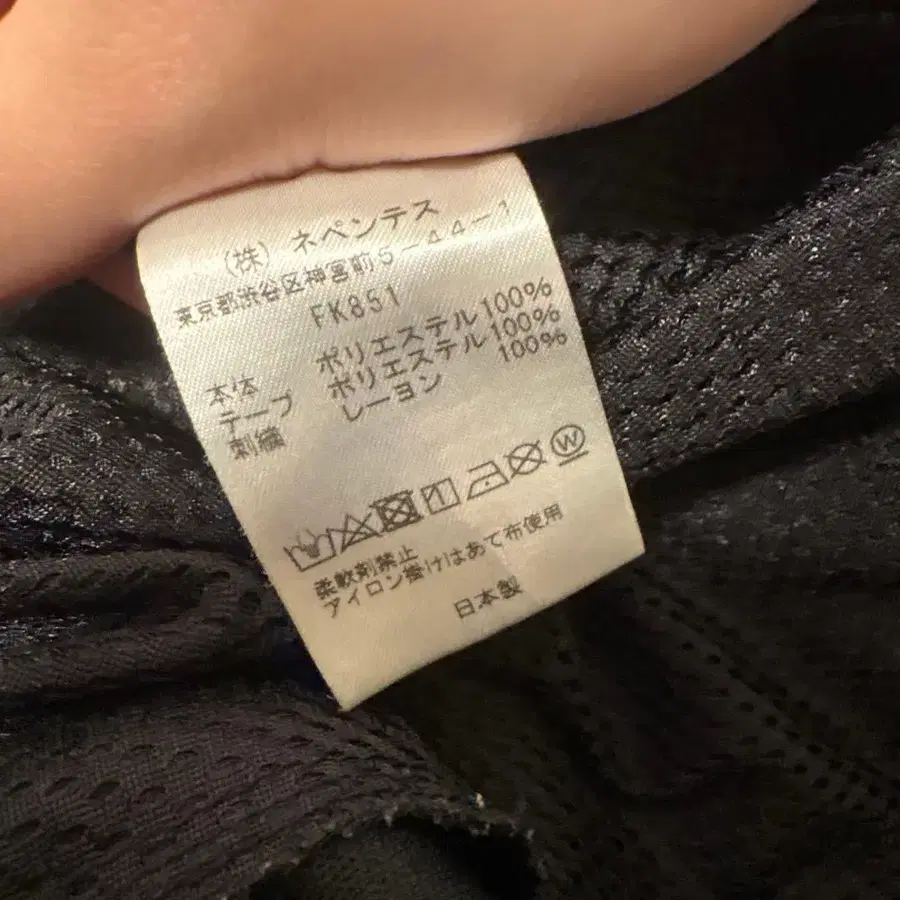 (株) ネペンテス
東京都渋谷区神宮前5-44-1
FK851
本体 ポリエステル100%
テープ ポリエステル100%
刺繍 レーヨン 100%
W
柔軟剤禁止
アイロン掛けはあて布使用
日本製